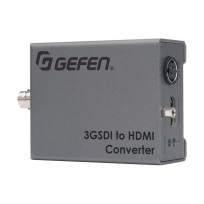 GEFEN®
3GSDI to HDMI
Converter